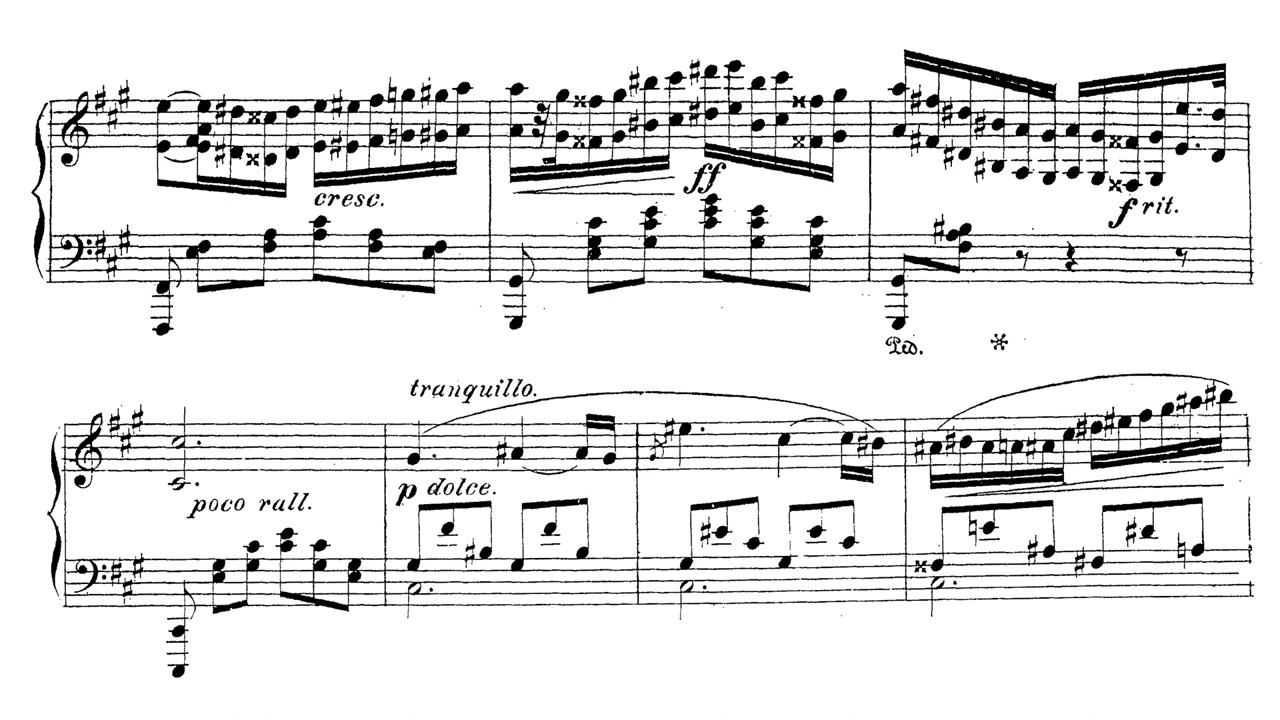 cresc.
ff
f rit.
Ped.
tranquillo.
poco rall.
p dolce.